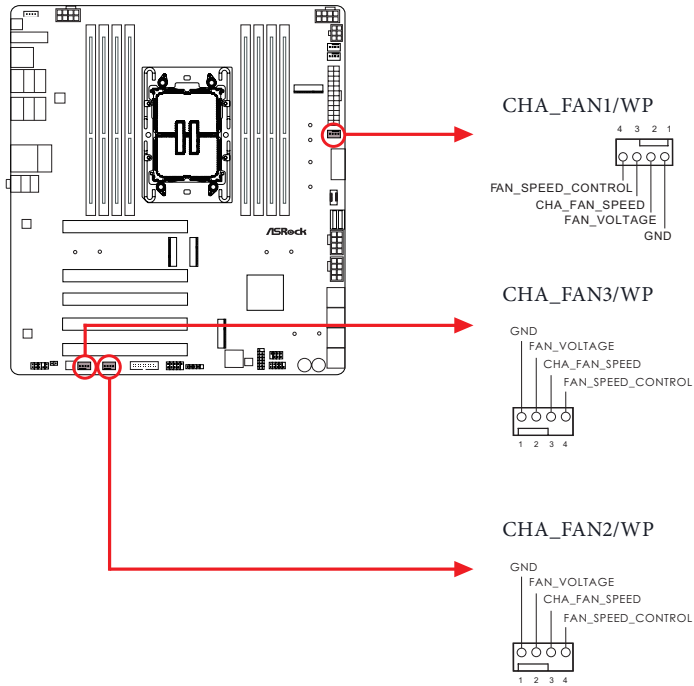 CHA_FAN1/WP
4 3 2 1
FAN_SPEED_CONTROL
CHA_FAN_SPEED
FAN_VOLTAGE
GND
ASRock
CHA_FAN3/WP
GND
FAN_VOLTAGE
CHA_FAN_SPEED
FAN_SPEED_CONTROL
1 2 3 4
CHA_FAN2/WP
GND
FAN_VOLTAGE
CHA_FAN_SPEED
FAN_SPEED_CONTROL
1 2 3 4